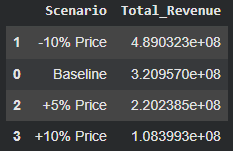 Scenario Total_Revenue
1 -10% Price 4.890323e+08
0 Baseline 3.209570e+08
2 +5% Price 2.202385e+08
3 +10% Price 1.083993e+08